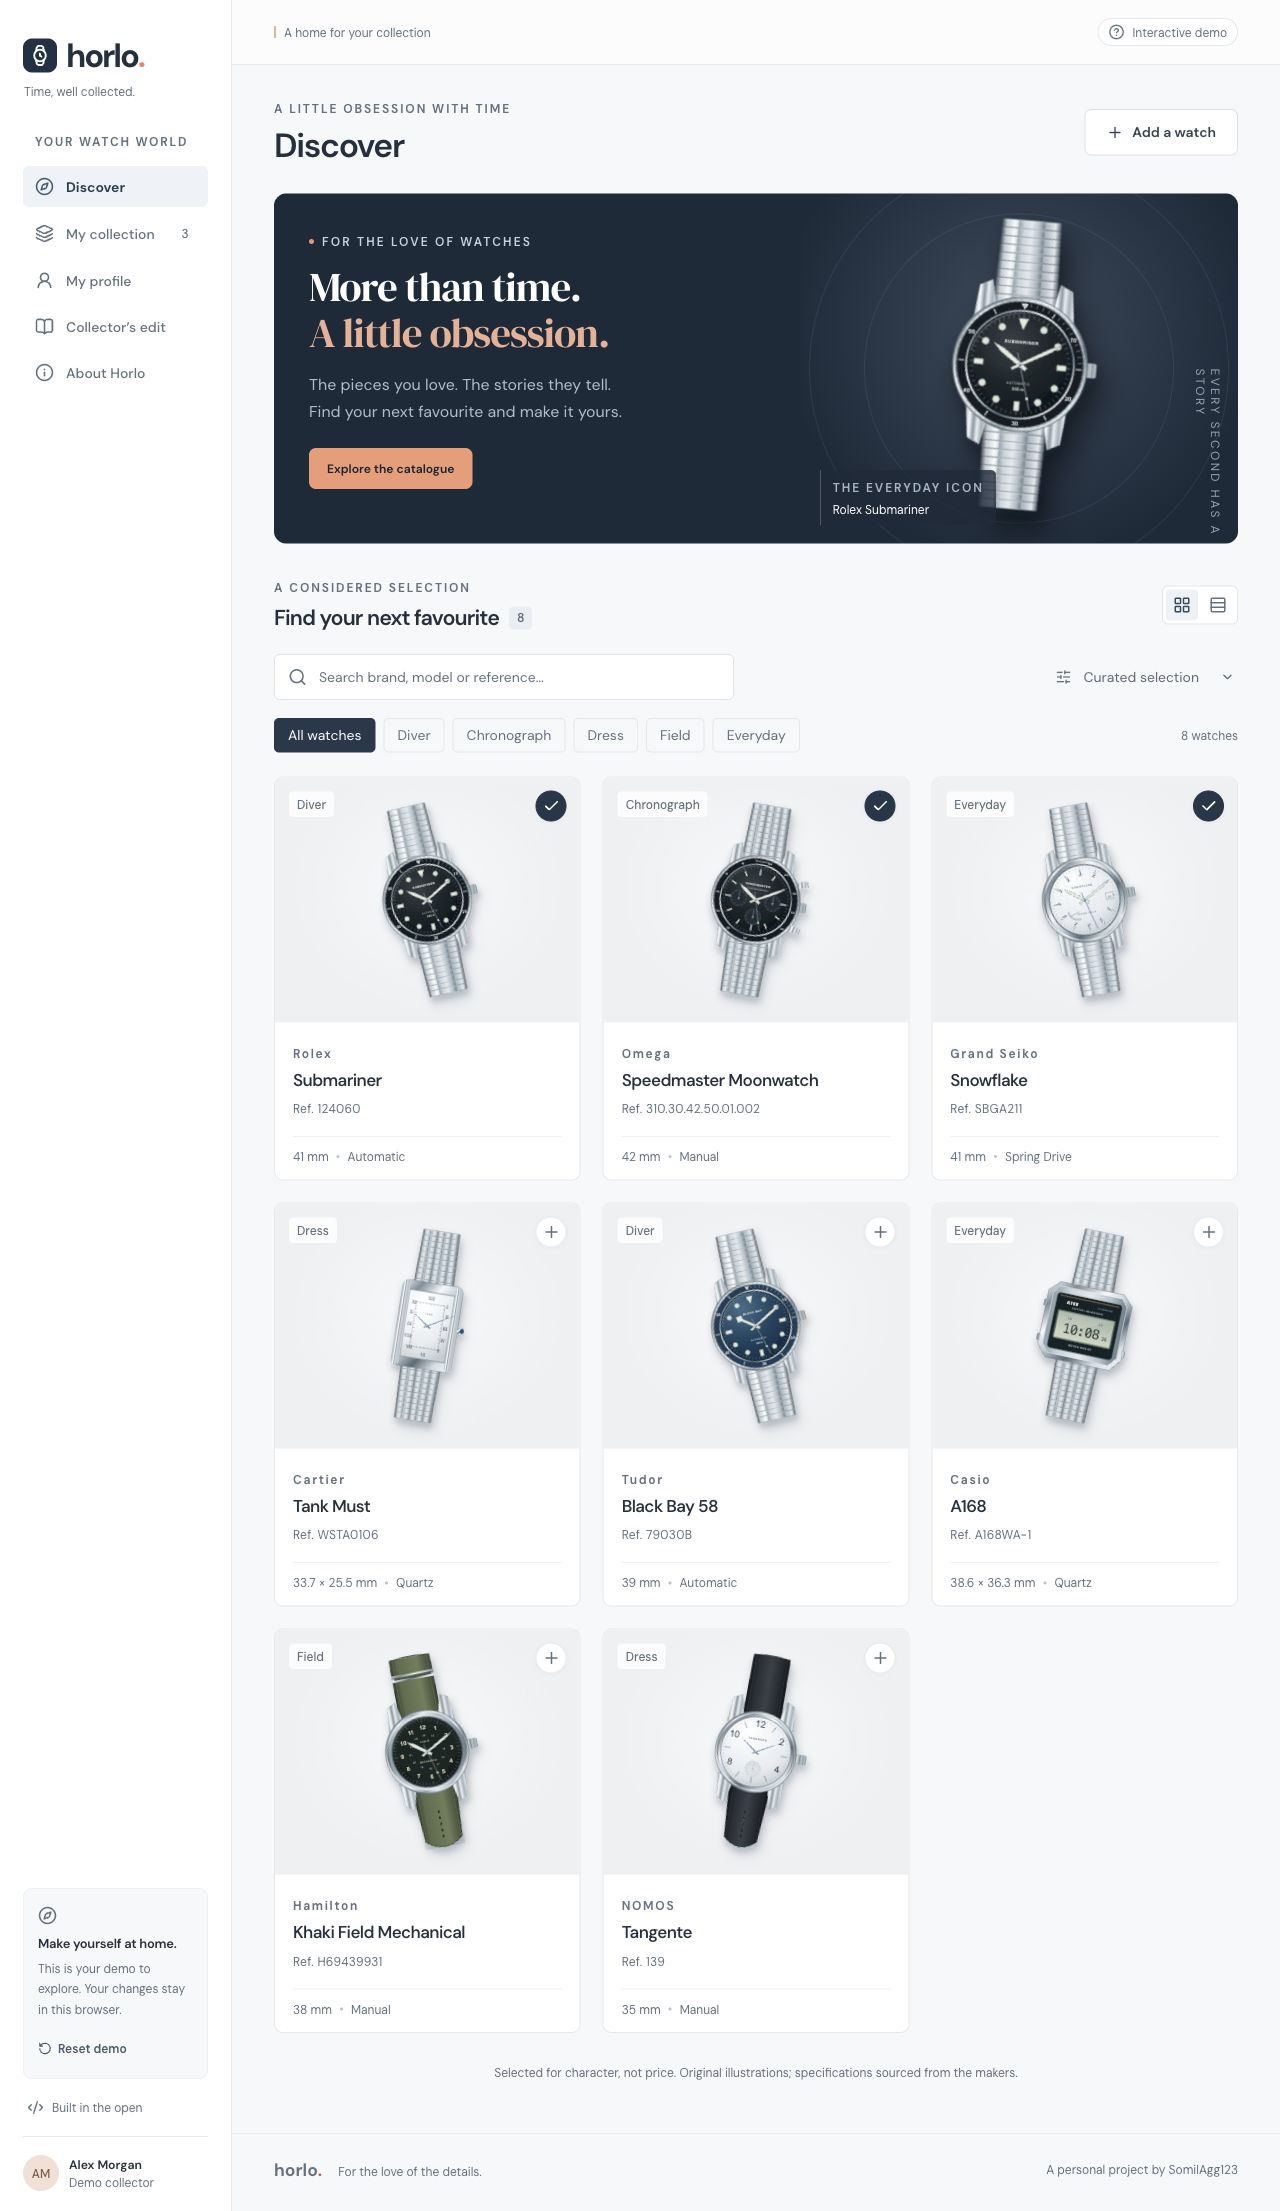 horlo.
Time, well collected.
YOUR WATCH WORLD
Discover
My collection 3
My profile
Collector's edit
About Horlo
A home for your collection
Interactive demo
A LITTLE OBSESSION WITH TIME
Discover
Add a watch
FOR THE LOVE OF WATCHES
More than time.
A little obsession.
The pieces you love. The stories they tell.
Find your next favourite and make it yours.
Explore the catalogue
SUBMARINER
THE EVERYDAY ICON
Rolex Submariner
EVERY SECOND HAS A
STORY
A CONSIDERED SELECTION
Find your next favourite 8
Search brand, model or reference…
Curated selection
All watches
Diver
Chronograph
Dress
Field
Everyday
8 watches
Diver
Rolex
Submariner
Ref. 124060
41 mm • Automatic
Chronograph
Omega
Speedmaster Moonwatch
Ref. 310.30.42.50.01.002
42 mm • Manual
Everyday
Grand Seiko
Snowflake
Ref. SBGA211
41 mm • Spring Drive
Dress
Cartier
Tank Must
Ref. WSTA0106
33.7 × 25.5 mm • Quartz
Diver
Tudor
Black Bay 58
Ref. 79030B
39 mm • Automatic
Everyday
A168
10:08
Casio
A168
Ref. A168WA-1
38.6 × 36.3 mm • Quartz
Field
Hamilton
Khaki Field Mechanical
Ref. H69439931
38 mm • Manual
Dress
12
2
4
8
10
NOMOS
Tangente
Ref. 139
35 mm • Manual
Selected for character, not price. Original illustrations; specifications sourced from the makers.
Make yourself at home.
This is your demo to
explore. Your changes stay
in this browser.
Reset demo
Built in the open
AM
Alex Morgan
Demo collector
horlo.
For the love of the details.
A personal project by SomilAgg123